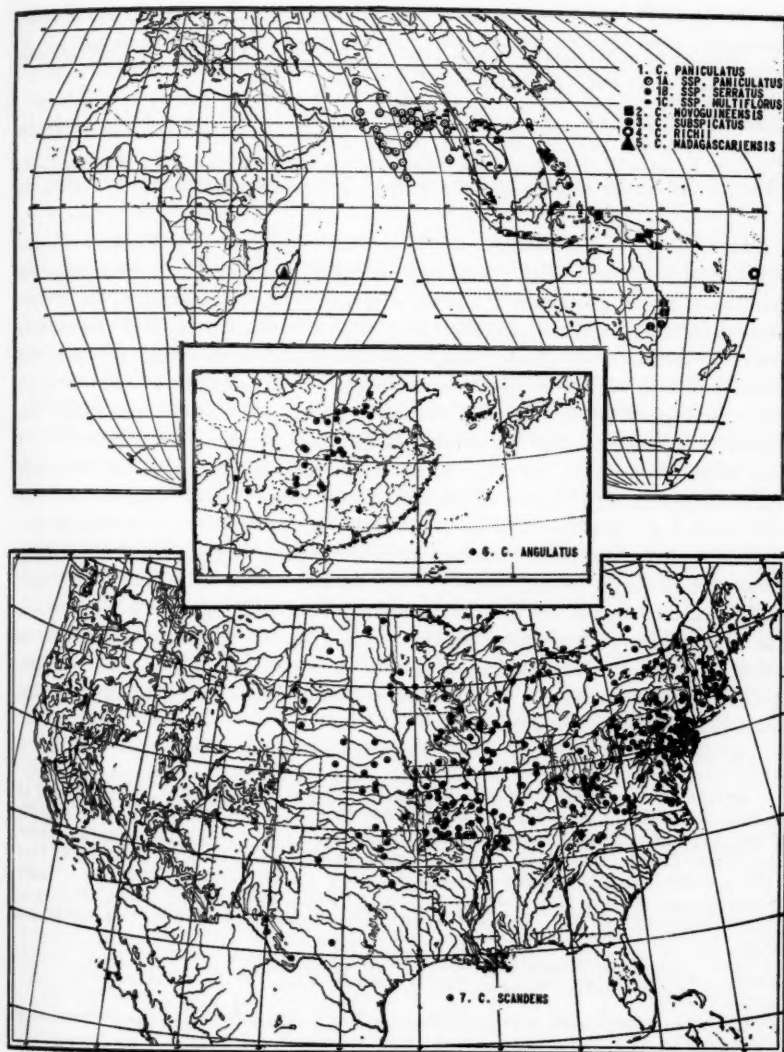 1. C. PANICULATUS
1A. SSP. PANICULATUS
1B. SSP. SERRATUS
1C. SSP. MULTIFLORUS
2. C. NOVOGUINEENSIS
3. C. SUBSPICATUS
4. C. RICHII
5. C. MADAGASCARIENSIS
6. C. ANGULATUS
7. C. SCANDENS